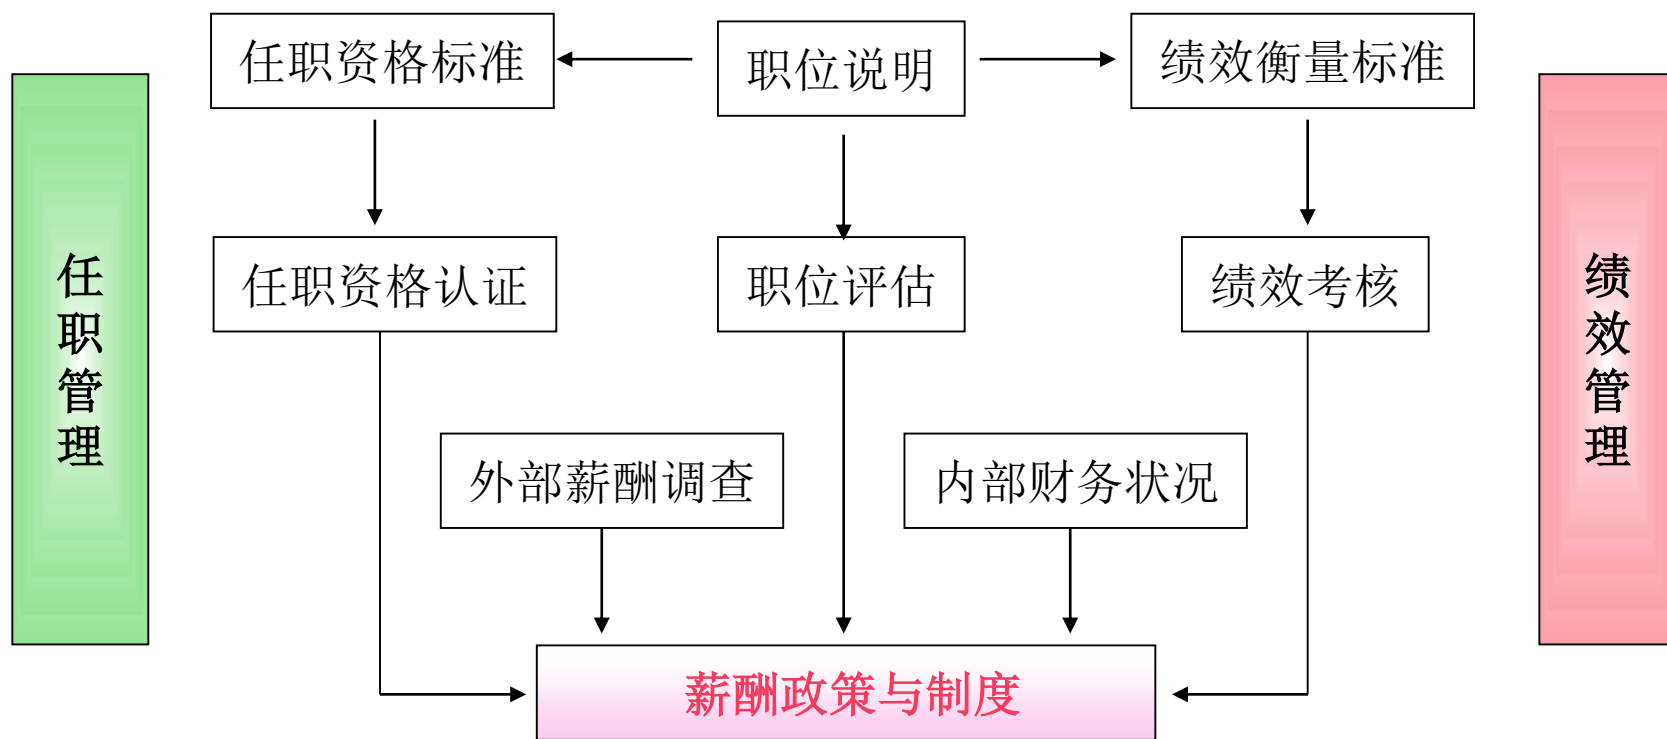 任职资格标准
职位说明
绩效衡量标准
任职管理
任职资格认证
职位评估
绩效考核
绩效管理
外部薪酬调查
内部财务状况
薪酬政策与制度